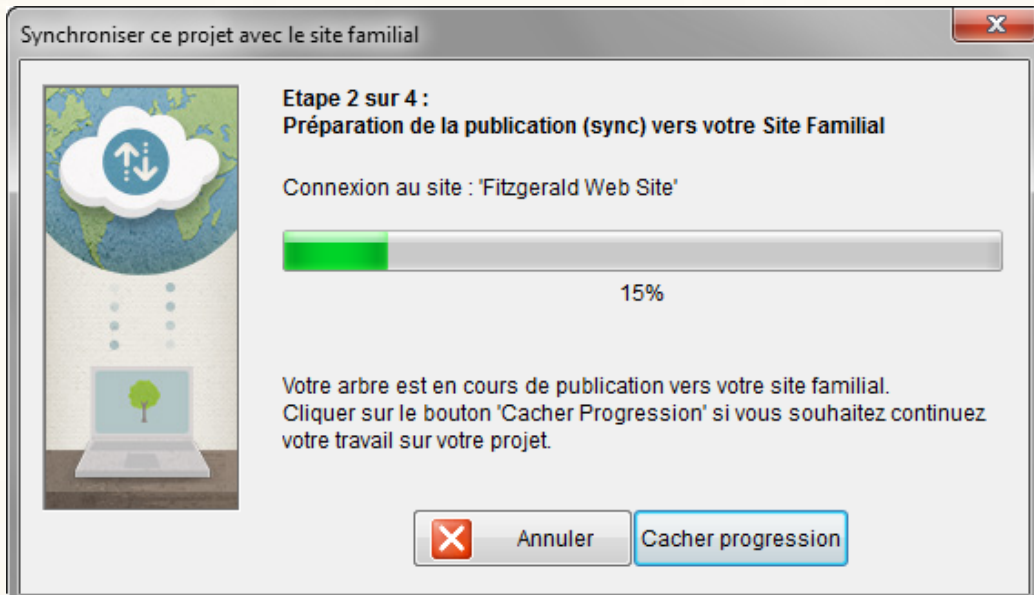 Synchroniser ce projet avec le site familial
Etape 2 sur 4 :
Préparation de la publication (sync) vers votre Site Familial
Connexion au site : 'Fitzgerald Web Site'
15%
Votre arbre est en cours de publication vers votre site familial.
Cliquer sur le bouton 'Cacher Progression' si vous souhaitez continuez
votre travail sur votre projet.
Annuler
Cacher progression